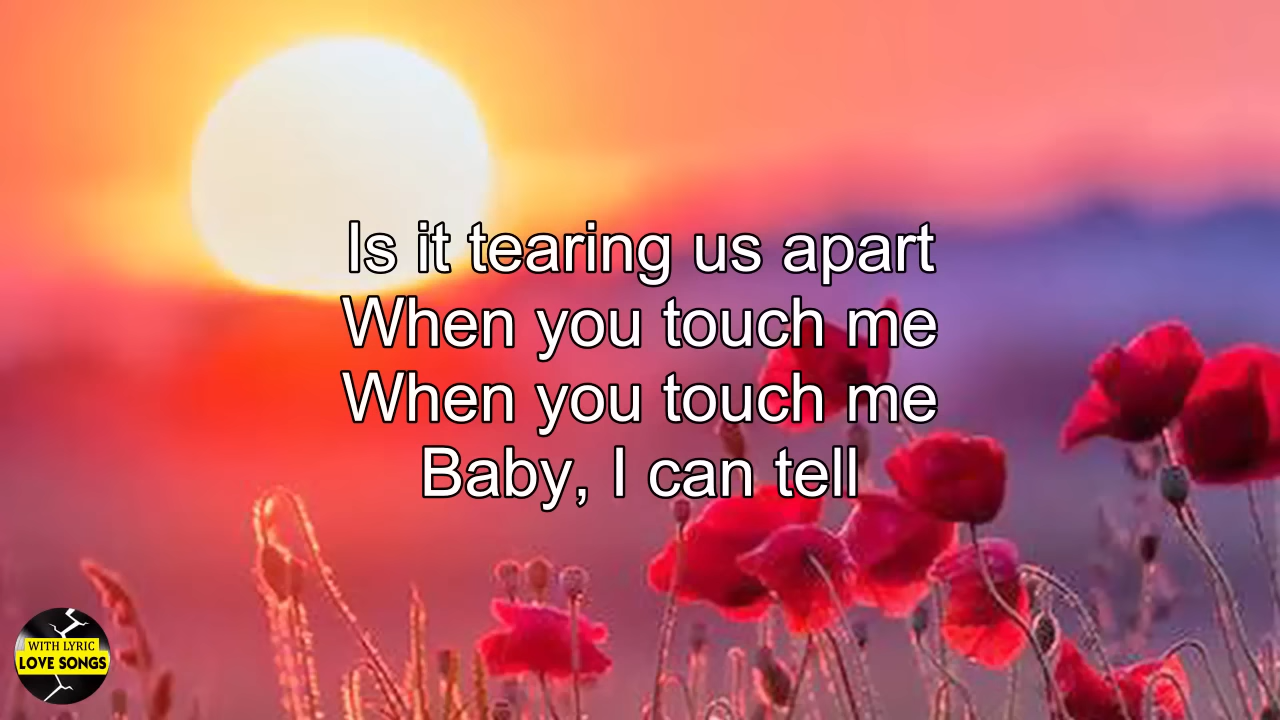 Is it tearing us apart
When you touch me
When you touch me
Baby, I can tell
WITH LYRIC
LOVE SONGS